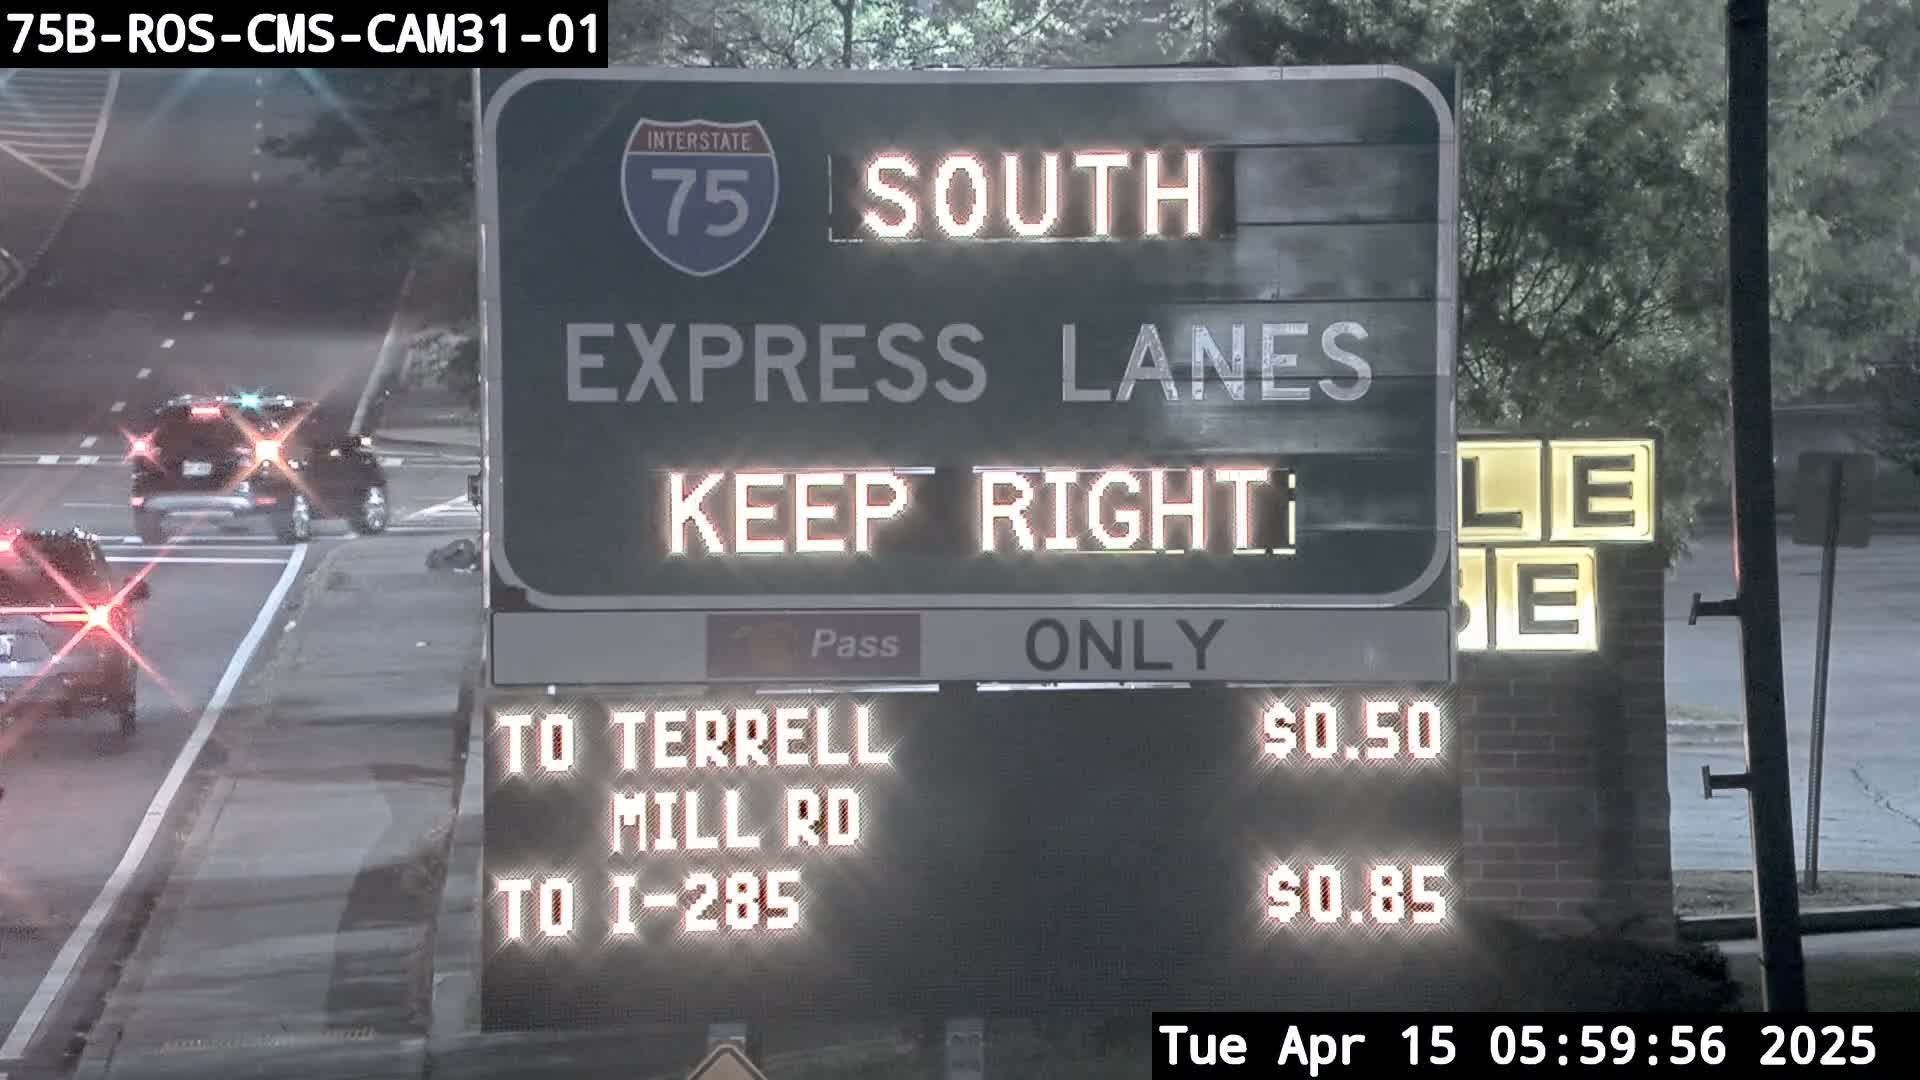 75B-ROS-CMS-CAM31-01
INTERSTATE
75
SOUTH
EXPRESS LANES
KEEP RIGHT
Pass ONLY
LE
E
TO TERRELL $0.50
MILL RD
TO I-285 $0.85
Tue Apr 15 05:59:56 2025